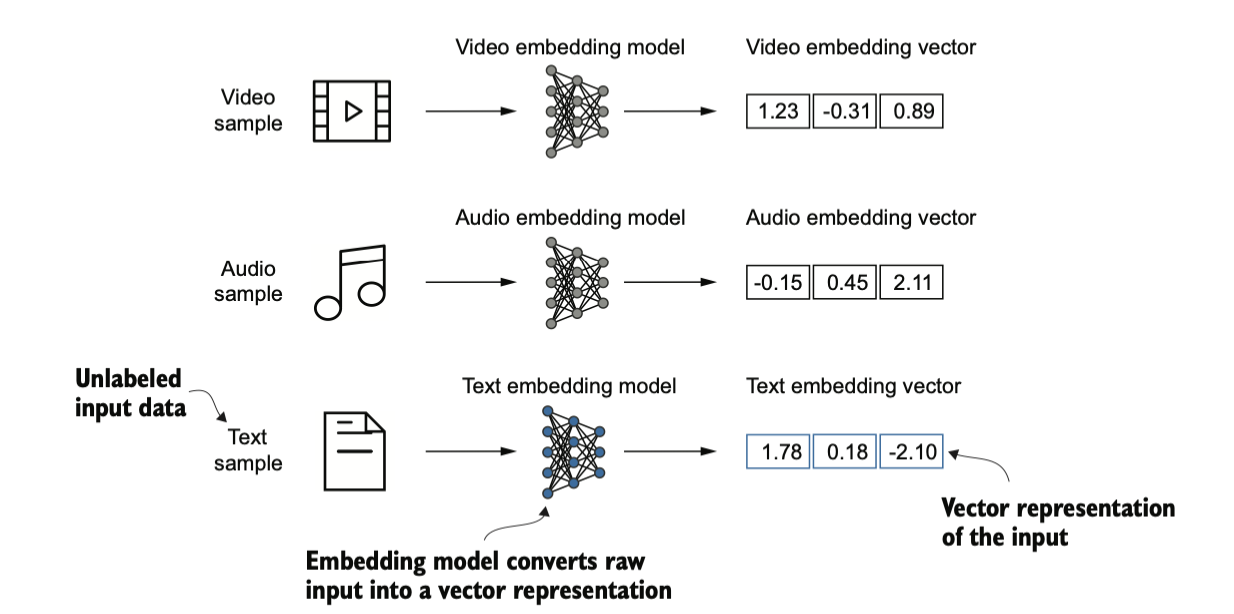 Video embedding model
Video embedding vector
Video
sample
1.23 -0.31 0.89
Audio embedding model
Audio embedding vector
Audio
sample
-0.15 0.45 2.11
Unlabeled
input data
Text embedding model
Text embedding vector
Text
sample
1.78 0.18 -2.10
Vector representation
of the input
Embedding model converts raw
input into a vector representation